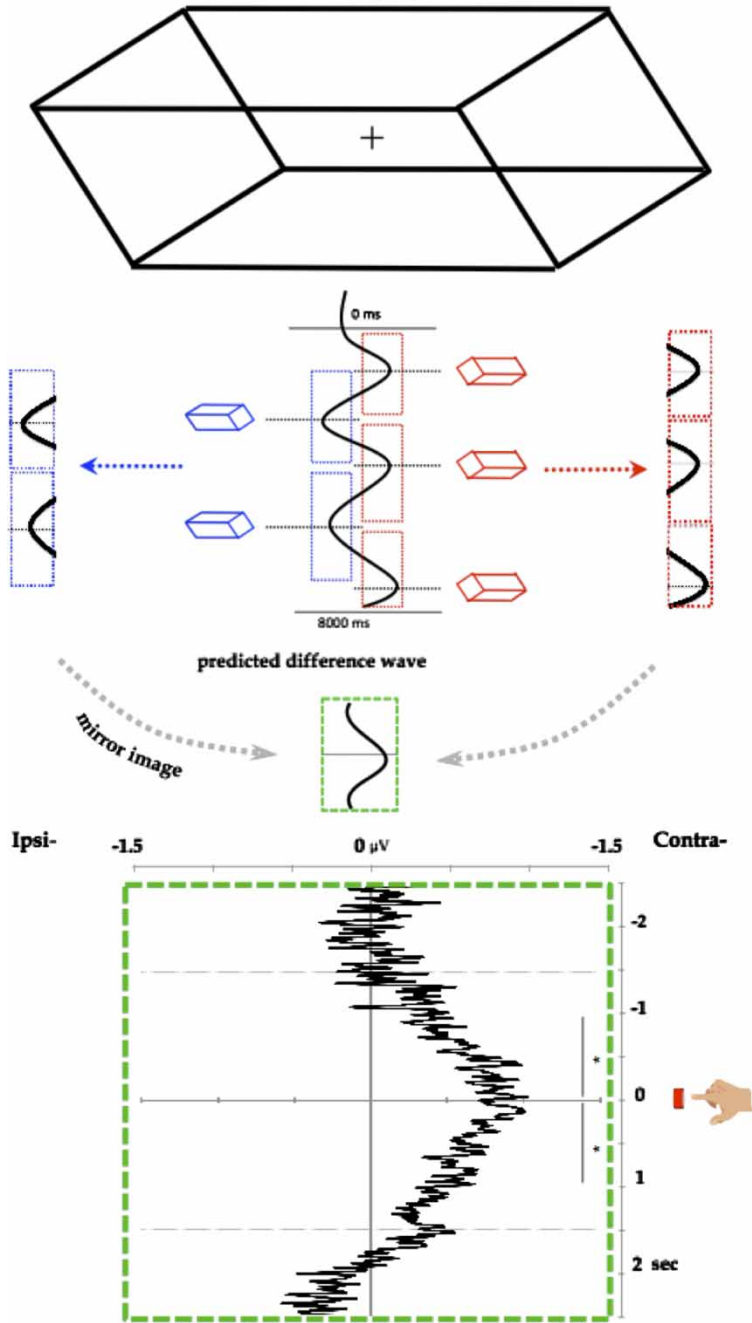 0 ms
8000 ms
predicted difference wave
mirror image
Ipsi- -1.5 0 μV -1.5 Contra-
-2
-1
*
0
*
1
2 sec